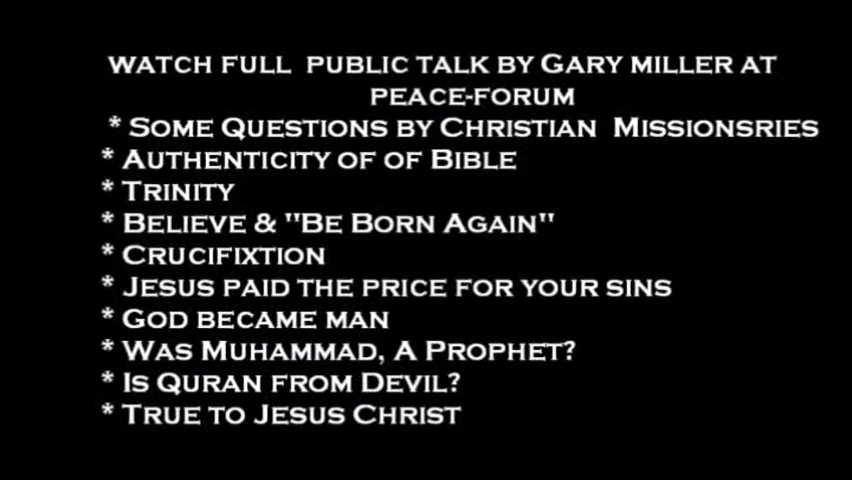 WATCH FULL PUBLIC TALK BY GARY MILLER AT
PEACE-FORUM
* SOME QUESTIONS BY CHRISTIAN MISSIONSRIES
* AUTHENTICITY OF OF BIBLE
* TRINITY
* BELIEVE & "BE BORN AGAIN"
* CRUCIFIXTION
* JESUS PAID THE PRICE FOR YOUR SINS
* GOD BECAME MAN
* WAS MUHAMMAD, A PROPHET?
* IS QURAN FROM DEVIL?
* TRUE TO JESUS CHRIST